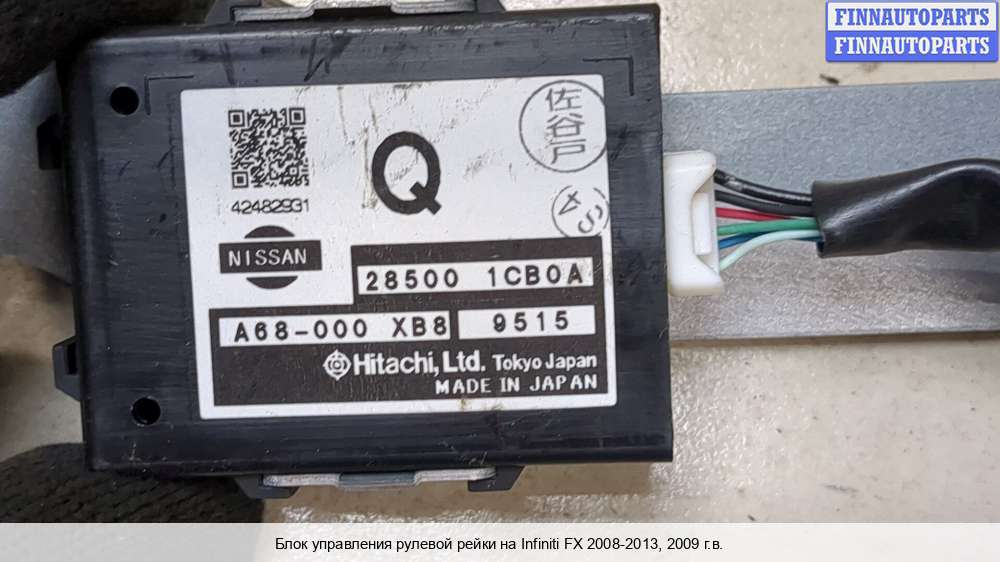 FINNAUTOPARTS
FINNAUTOPARTS
佐谷戸
Q
42482931
4S
NISSAN
28500 1CB0A
A68-000 XB8 9515
Hitachi, Ltd. Tokyo Japan
MADE IN JAPAN
Блок управления рулевой рейки на Infiniti FX 2008-2013, 2009 г.в.